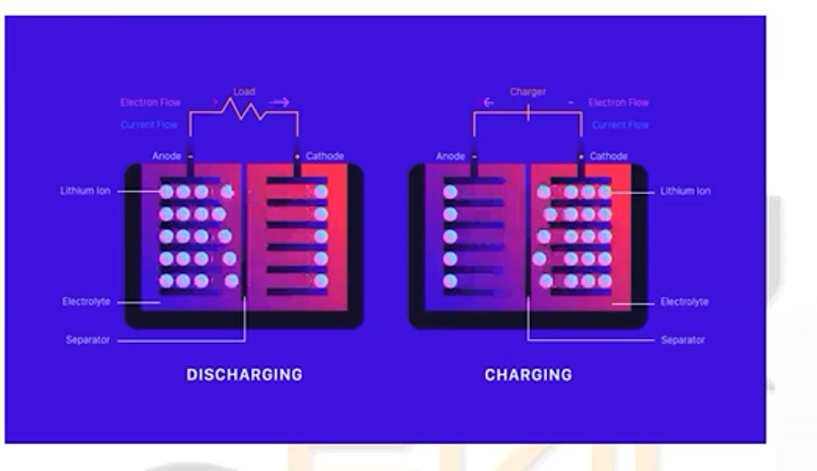 Load
Electron Flow
Current Flow
Anode -
+ Cathode
Lithium Ion
Electrolyte
Separator
DISCHARGING
Charger
Electron Flow
Current Flow
Anode -
+ Cathode
Lithium Ion
Electrolyte
Separator
CHARGING